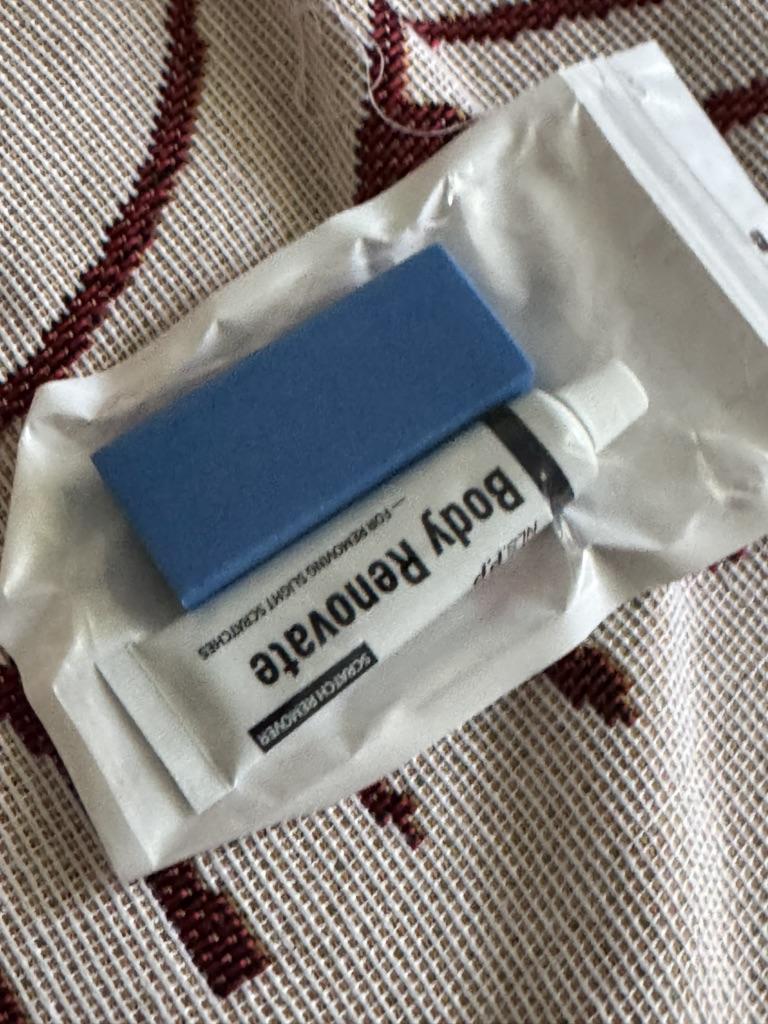 Body Renovate
— FOR REMOVING SLIGHT SCRATCHES
SCRATCH REMOVER